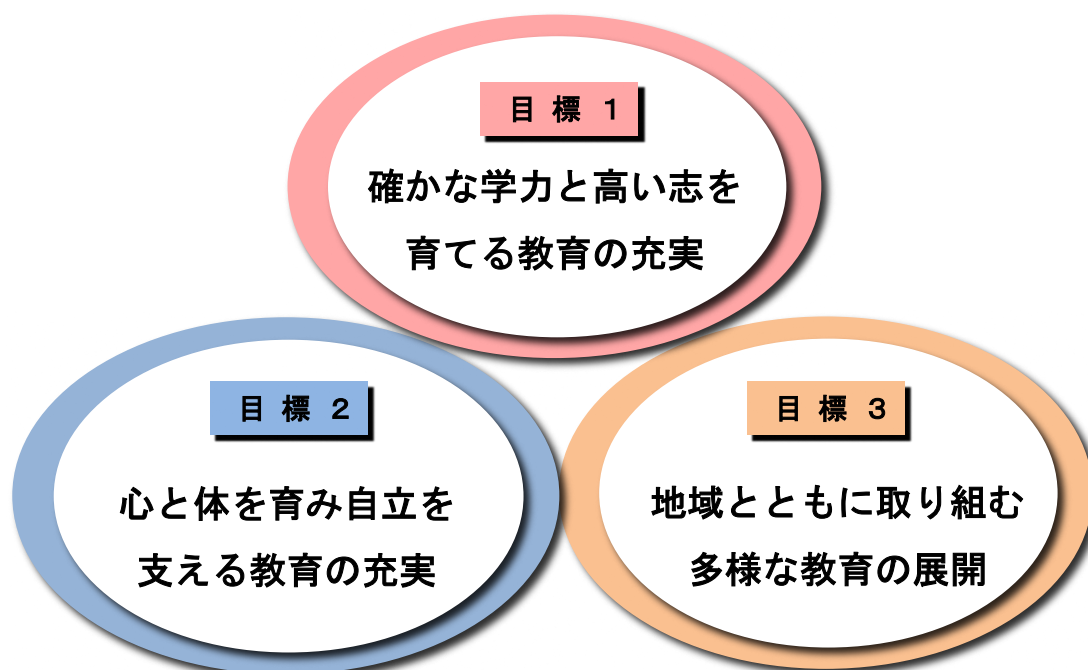 目標1
確かな学力と高い志を
育てる教育の充実
目標2
心と体を育み自立を
支える教育の充実
目標3
地域とともに取り組む
多様な教育の展開